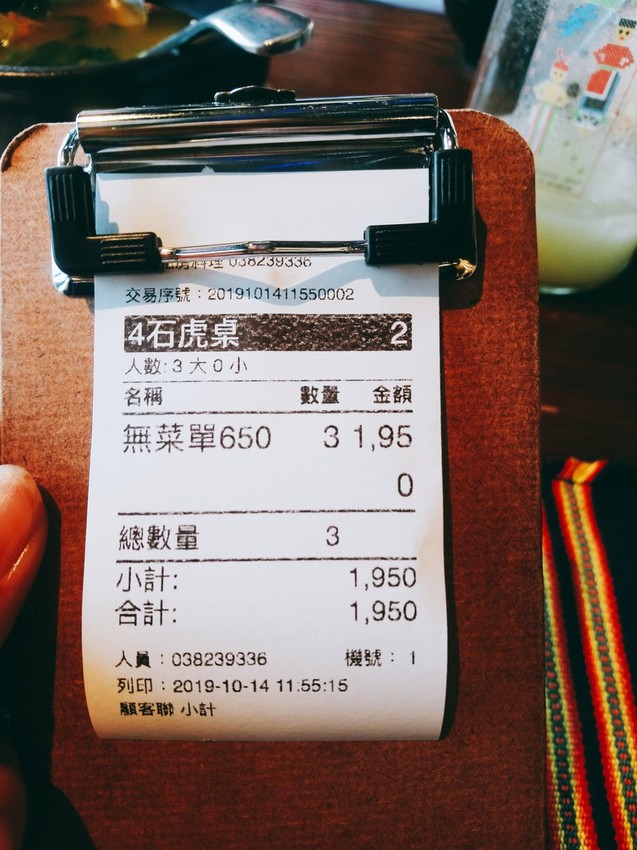 料理 038239336
交易序號：2019101411550002
4石虎桌 2
人數: 3 大 0 小
名稱 數量 金額
無菜單650 3 1,95
0
總數量 3
小計: 1,950
合計: 1,950
人員：038239336 機號： 1
列印：2019-10-14 11:55:15
顧客聯 小計